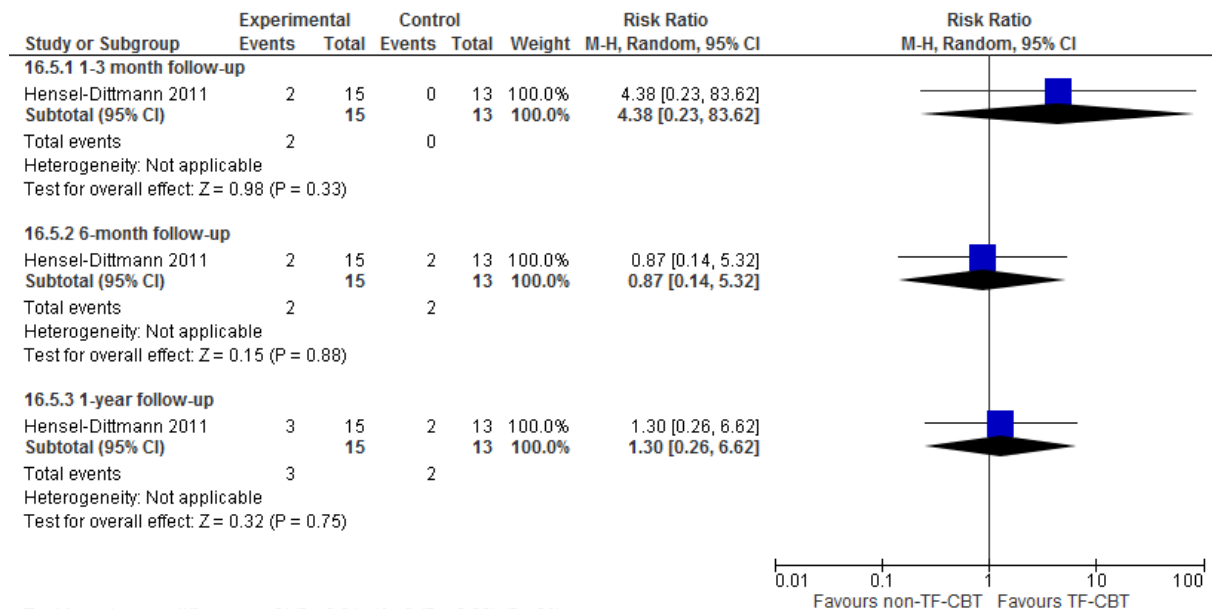 Experimental Control Risk Ratio Risk Ratio
Study or Subgroup Events Total Events Total Weight M-H, Random, 95% CI M-H, Random, 95% CI
16.5.1 1-3 month follow-up
Hensel-Dittmann 2011 2 15 0 13 100.0% 4.38 [0.23, 83.62]
Subtotal (95% CI) 15 13 100.0% 4.38 [0.23, 83.62]
Total events 2 0
Heterogeneity: Not applicable
Test for overall effect: Z = 0.98 (P = 0.33)
16.5.2 6-month follow-up
Hensel-Dittmann 2011 2 15 2 13 100.0% 0.87 [0.14, 5.32]
Subtotal (95% CI) 15 13 100.0% 0.87 [0.14, 5.32]
Total events 2 2
Heterogeneity: Not applicable
Test for overall effect: Z = 0.15 (P = 0.88)
16.5.3 1-year follow-up
Hensel-Dittmann 2011 3 15 2 13 100.0% 1.30 [0.26, 6.62]
Subtotal (95% CI) 15 13 100.0% 1.30 [0.26, 6.62]
Total events 3 2
Heterogeneity: Not applicable
Test for overall effect: Z = 0.32 (P = 0.75)
0.01 0.1 1 10 100
Favours non-TF-CBT Favours TF-CBT